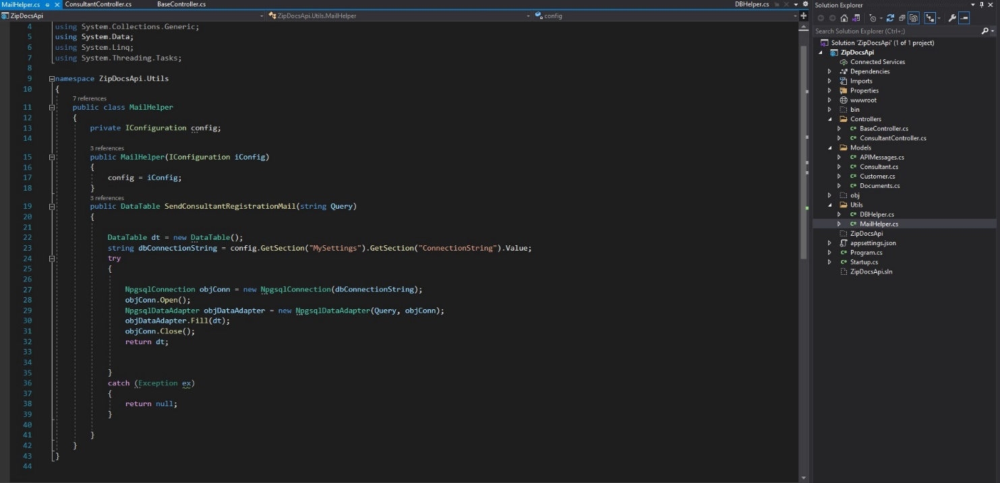 MailHelper.cs
ConsultantController.cs
BaseController.cs
DBHelper.cs
ZipDocsApi
ZipDocsApi.Utils.MailHelper
config
4 using System.Collections.Generic;
5 using System.Data;
6 using System.Linq;
7 using System.Threading.Tasks;
8
9 namespace ZipDocsApi.Utils
10 {
7 references
11 public class MailHelper
12 {
13 private IConfiguration config;
14
3 references
15 public MailHelper(IConfiguration iConfig)
16 {
17 config = iConfig;
18 }
3 references
19 public DataTable SendConsultantRegistrationMail(string Query)
20 {
21
22 DataTable dt = new DataTable();
23 string dbConnectionString = config.GetSection("MySettings").GetSection("ConnectionString").Value;
24 try
25 {
26
27 NpgsqlConnection objConn = new NpgsqlConnection(dbConnectionString);
28 objConn.Open();
29 NpgsqlDataAdapter objDataAdapter = new NpgsqlDataAdapter(Query, objConn);
30 objDataAdapter.Fill(dt);
31 objConn.Close();
32 return dt;
33
34
35 }
36 catch (Exception ex)
37 {
38 return null;
39 }
40
41 }
42 }
43 }
44
Solution Explorer
Search Solution Explorer (Ctrl+;)
Solution 'ZipDocsApi' (1 of 1 project)
ZipDocsApi
Connected Services
Dependencies
Imports
Properties
wwwroot
bin
Controllers
C# BaseController.cs
C# ConsultantController.cs
Models
C# APIMessages.cs
C# Consultant.cs
C# Customer.cs
C# Documents.cs
obj
Utils
C# DBHelper.cs
C# MailHelper.cs
ZipDocsApi
appsettings.json
C# Program.cs
C# Startup.cs
ZipDocsApi.sln